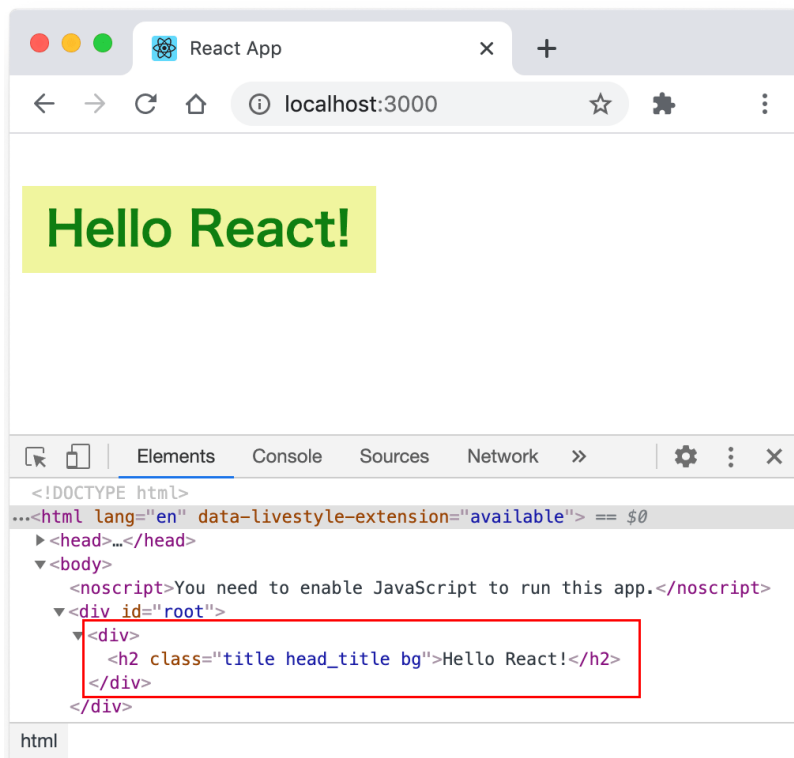 React App
localhost:3000
Hello React!
Elements Console Sources Network »
<!DOCTYPE html>
…<html lang="en" data-livestyle-extension="available"> == $0
<head>…</head>
<body>
<noscript>You need to enable JavaScript to run this app.</noscript>
<div id="root">
<div>
<h2 class="title head_title bg">Hello React!</h2>
</div>
</div>
html